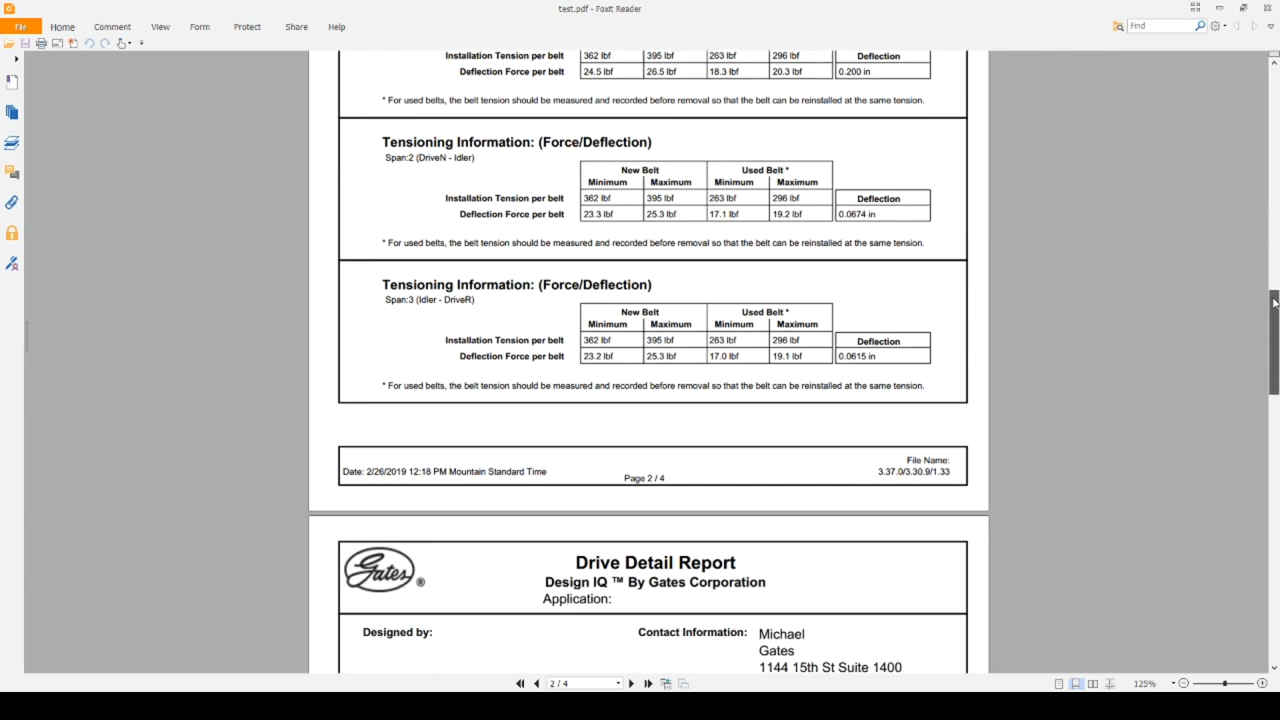 test.pdf - Foxit Reader
File Home Comment View Form Protect Share Help
Find
Installation Tension per belt 362 lbf 395 lbf 263 lbf 296 lbf Deflection
Deflection Force per belt 24.5 lbf 26.5 lbf 18.3 lbf 20.3 lbf 0.200 in
* For used belts, the belt tension should be measured and recorded before removal so that the belt can be reinstalled at the same tension.
Tensioning Information: (Force/Deflection)
Span:2 (DriveN - Idler)
New Belt Used Belt *
Minimum Maximum Minimum Maximum
Installation Tension per belt 362 lbf 395 lbf 263 lbf 296 lbf Deflection
Deflection Force per belt 23.3 lbf 25.3 lbf 17.1 lbf 19.2 lbf 0.0674 in
* For used belts, the belt tension should be measured and recorded before removal so that the belt can be reinstalled at the same tension.
Tensioning Information: (Force/Deflection)
Span:3 (Idler - DriveR)
New Belt Used Belt *
Minimum Maximum Minimum Maximum
Installation Tension per belt 362 lbf 395 lbf 263 lbf 296 lbf Deflection
Deflection Force per belt 23.2 lbf 25.3 lbf 17.0 lbf 19.1 lbf 0.0615 in
* For used belts, the belt tension should be measured and recorded before removal so that the belt can be reinstalled at the same tension.
File Name:
Date: 2/26/2019 12:18 PM Mountain Standard Time 3.37.0/3.30.9/1.33
Page 2 / 4
Gates ®
Drive Detail Report
Design IQ ™ By Gates Corporation
Application:
Designed by: Contact Information: Michael
Gates
1144 15th St Suite 1400
2 / 4 125%